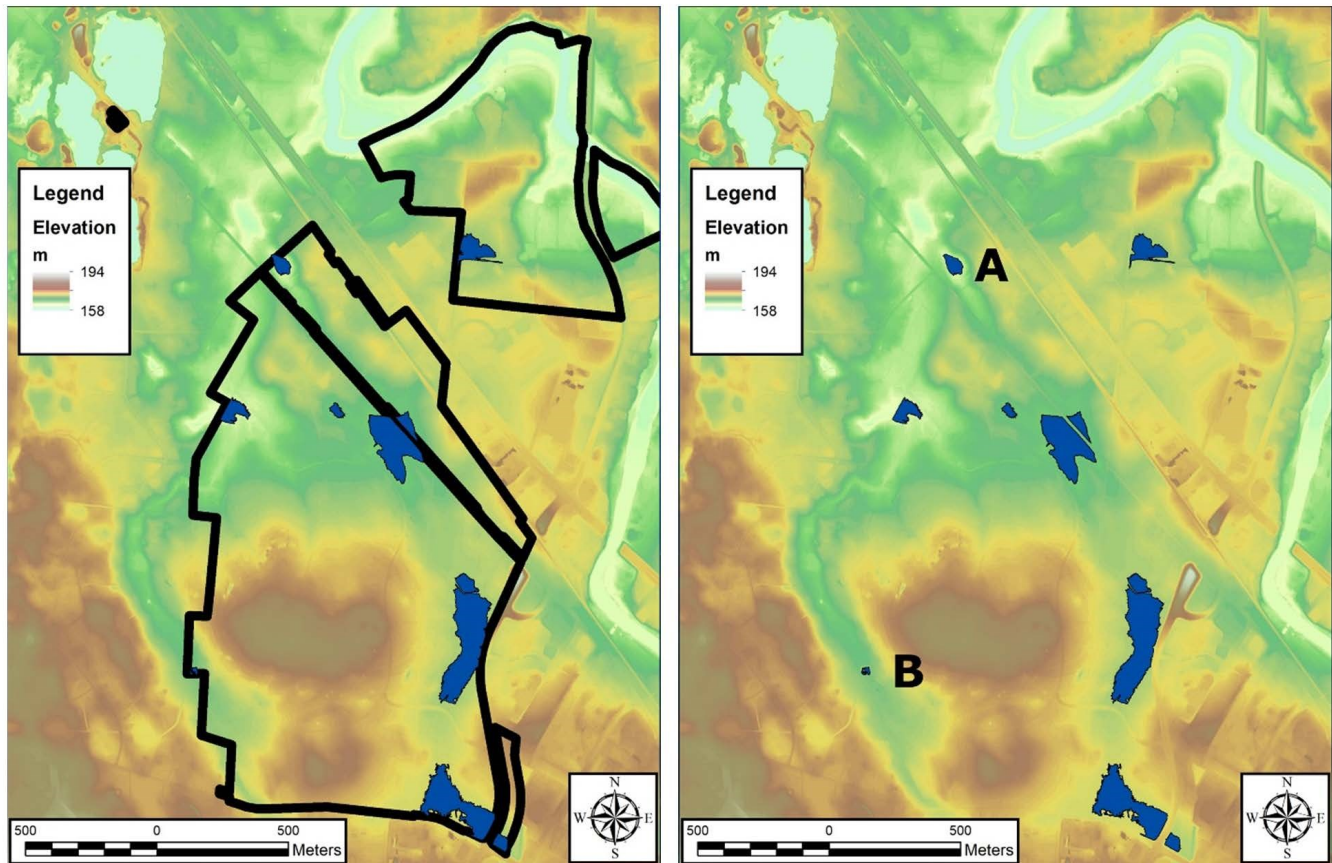 Legend
Elevation
m
194
158
500 0 500
Meters
N
W E
S
Legend
Elevation
m
194
158
A
B
500 0 500
Meters
N
W E
S